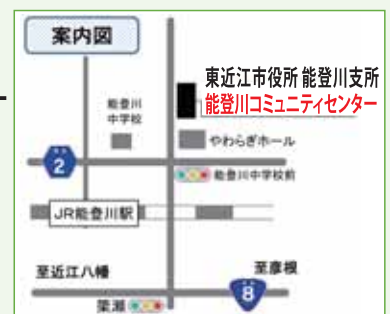 案内図
東近江市役所 能登川支所
能登川コミュニティセンター
能登川
中学校
やわらぎホール
2
能登川中学校前
JR能登川駅
至近江八幡
至彦根
8
簗瀬